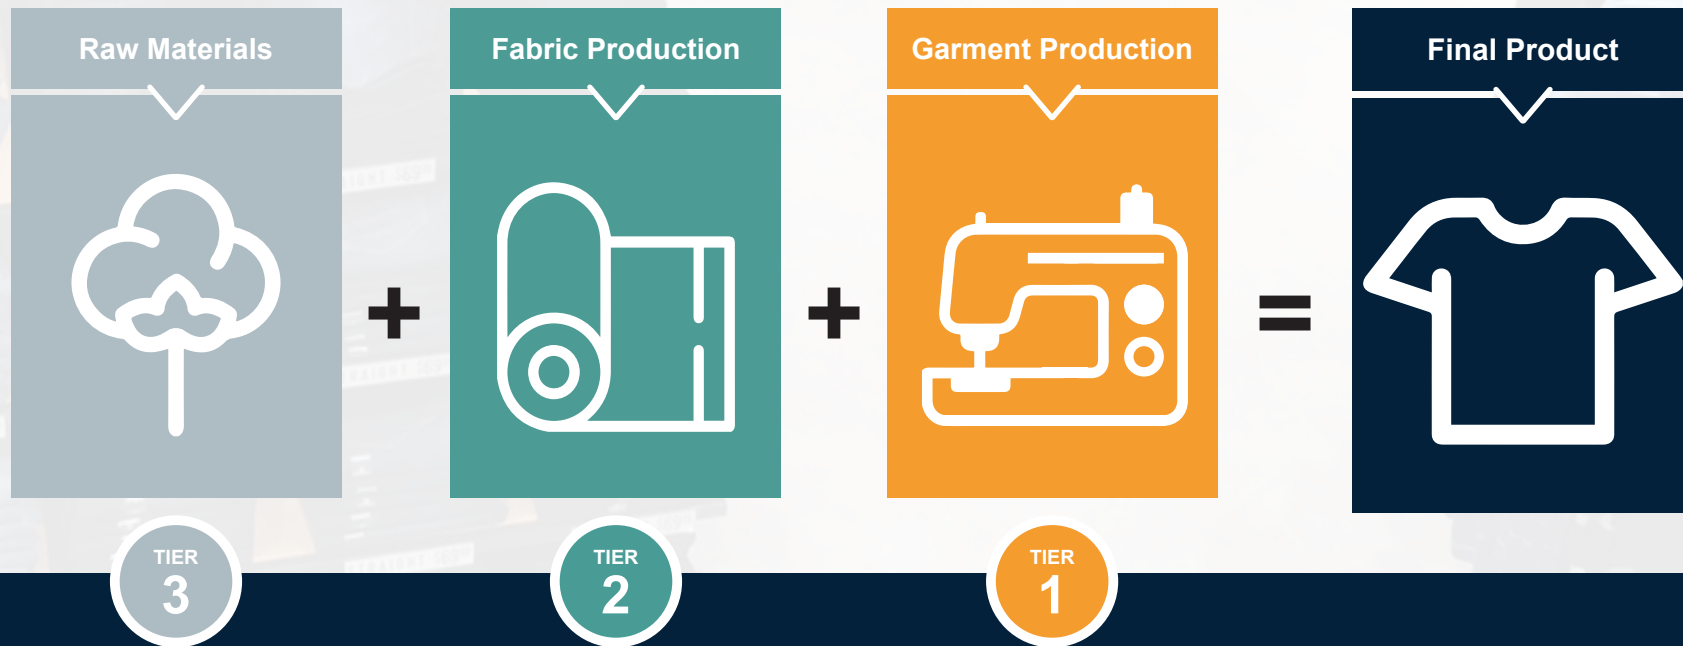 Raw Materials
Fabric Production
Garment Production
Final Product
+
+
=
TIER
3
TIER
2
TIER
1